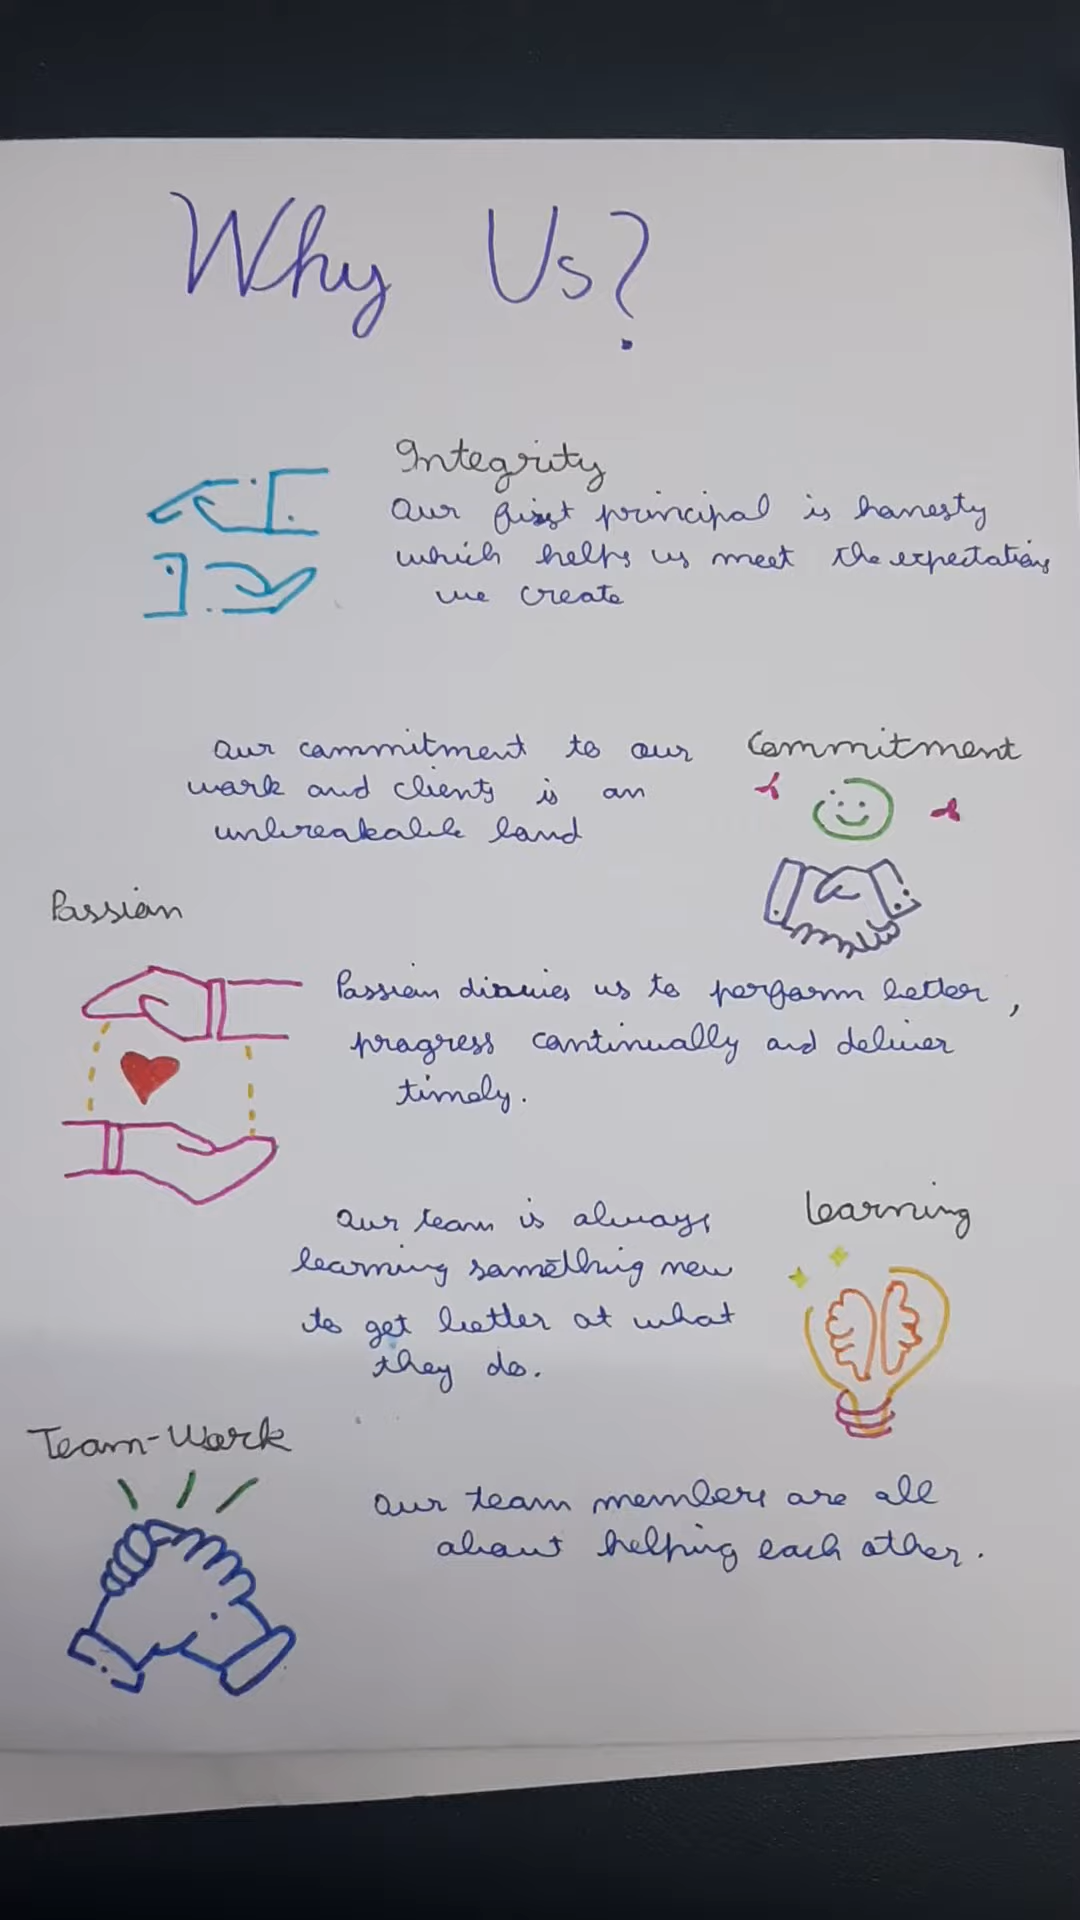 Why Us?
Integrity
Our first principal is honesty
which helps us meet the expectations
we create
Commitment
Our commitment to our
work and clients is an
unbreakable bond
Passion
Passion drives us to perform better,
progress continually and deliver
timely.
Learning
Our team is always
learning something new
to get better at what
they do.
Team-Work
Our team members are all
about helping each other.